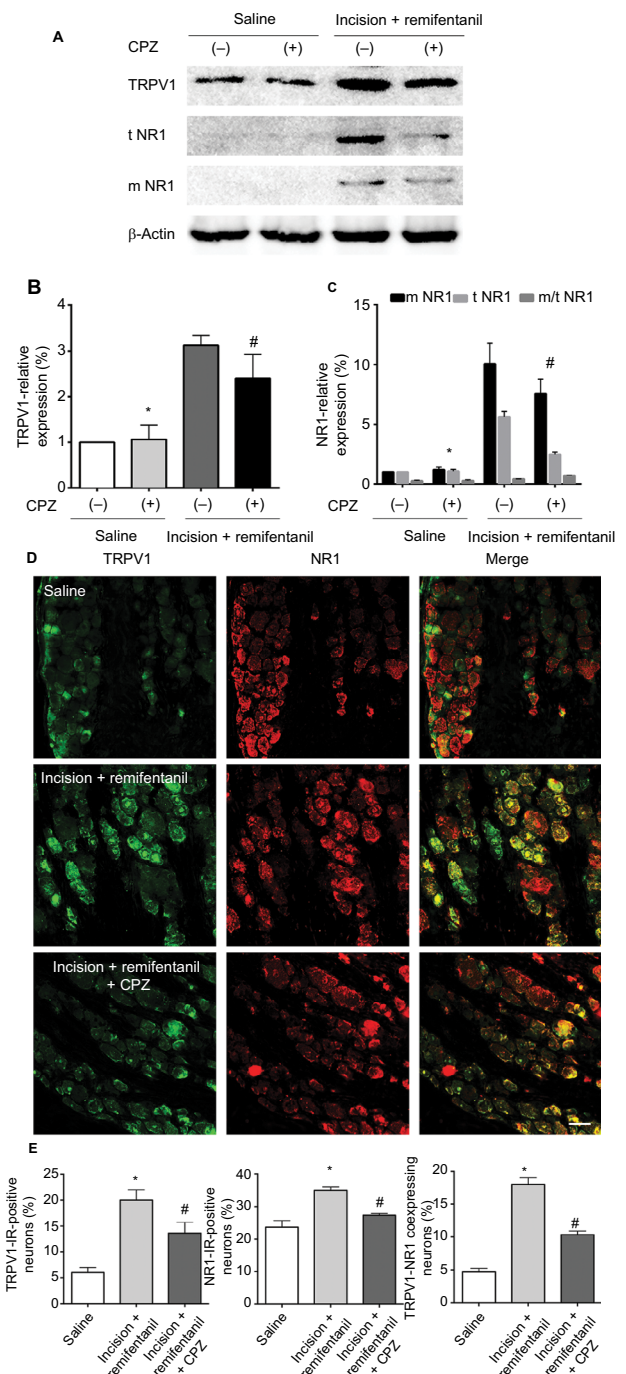 A
Saline Incision + remifentanil
CPZ (–) (+) (–) (+)
TRPV1
t NR1
m NR1
β-Actin
B
TRPV1-relative
expression (%)
4
3
2
1
0
*
#
CPZ (–) (+) (–) (+)
Saline Incision + remifentanil
C
m NR1 t NR1 m/t NR1
NR1-relative
expression (%)
15
10
5
0
*
#
CPZ (–) (+) (–) (+)
Saline Incision + remifentanil
D
TRPV1 NR1 Merge
Saline
Incision + remifentanil
Incision + remifentanil
+ CPZ
E
TRPV1-IR-positive
neurons (%)
25
20
15
10
5
0
*
#
Saline
Incision +
remifentanil
Incision +
remifentanil
+ CPZ
NR1-IR-positive
neurons (%)
50
40
30
20
10
0
*
#
Saline
Incision +
remifentanil
Incision +
remifentanil
+ CPZ
TRPV1-NR1 coexpressing
neurons (%)
20
15
10
5
0
*
#
Saline
Incision +
remifentanil
Incision +
remifentanil
+ CPZ